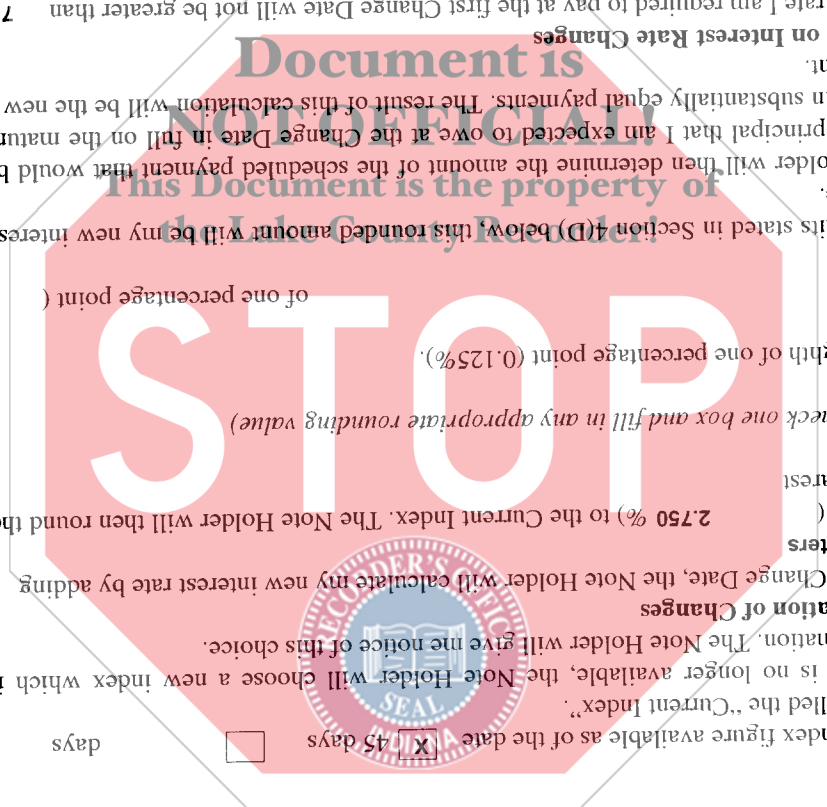 Document is
NOT OFFICIAL!
This Document is the property of
the Lake County Recorder!
STOP
RECORDER'S OFFICE
SEAL
INDIANA
ndex figure available as of the date X 45 days days
lled the "Current Index".
is no longer available, the Note Holder will choose a new index which i
mation. The Note Holder will give me notice of this choice.
ation of Changes
Change Date, the Note Holder will calculate my new interest rate by adding
ters
( 2.750 %) to the Current Index. The Note Holder will then round the
arest
heck one box and fill in any appropriate rounding value)
ghth of one percentage point (0.125%).
of one percentage point (
its stated in Section 4(D) below, this rounded amount will be my new interes
older will then determine the amount of the scheduled payment that would b
principal that I am expected to owe at the Change Date in full on the matur
n substantially equal payments. The result of this calculation will be the new
nt.
on Interest Rate Changes
rate I am required to pay at the first Change Date will not be greater than 7